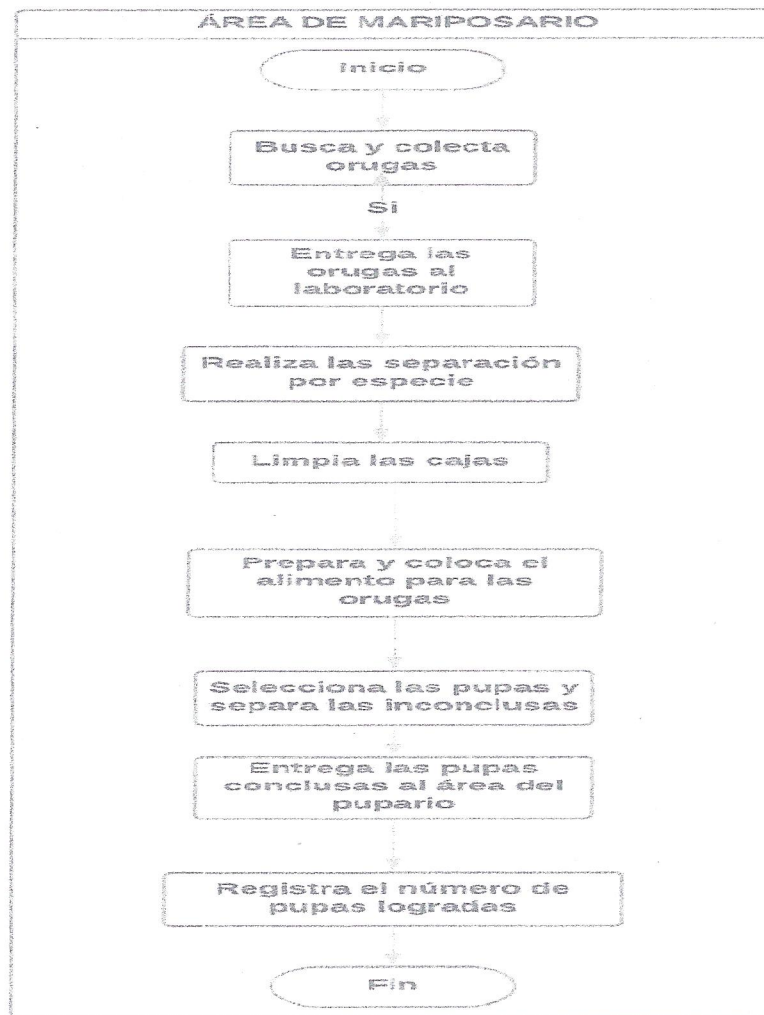 ÁREA DE MARIPOSARIO
Inicio
Busca y colecta
orugas
Si
Entrega las
orugas al
laboratorio
Realiza las separación
por especie
Limpia las cajas
Prepara y coloca el
alimento para las
orugas
Selecciona las pupas y
separa las inconclusas
Entrega las pupas
conclusas al área del
pupario
Registra el número de
pupas logradas
Fin